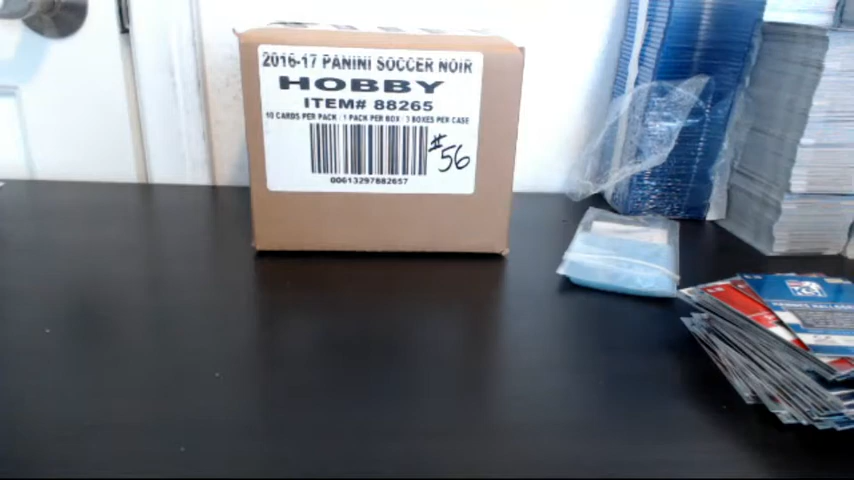 2016-17 PANINI SOCCER NOIR
HOBBY
ITEM# 88265
10 CARDS PER PACK / 1 PACK PER BOX / 3 BOXES PER CASE
#56
00613297882657